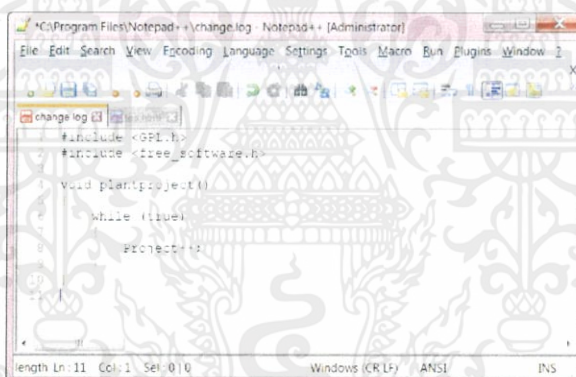 *C:\Program Files\Notepad++\change.log - Notepad++ [Administrator]
File Edit Search View Encoding Language Settings Tools Macro Run Plugins Window ?
X
change.log
#include <GPL.h>
#include <free_software.h>
void plantproject()
while (true)
Project++;
length Ln : 11 Col : 1 Sel : 0 | 0 Windows (CR LF) ANSI INS